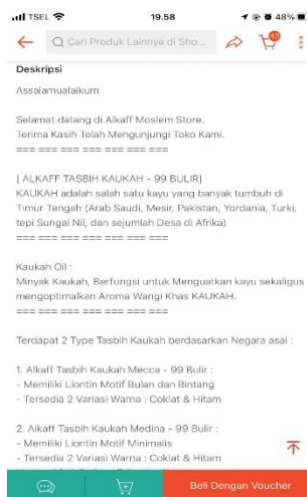 TSEL 19.58 48%
Cari Produk Lainnya di Sho...
Deskripsi
Assalamualaikum
Selamat datang di Alkaff Moslem Store.
Terima Kasih Telah Mengunjungi Toko Kami.
=== === === === === === ===
[ ALKAFF TASBIH KAUKAH - 99 BULIR]
KAUKAH adalah salah satu kayu yang banyak tumbuh di
Timur Tengah (Arab Saudi, Mesir, Pakistan, Yordania, Turki,
tepi Sungai Nil, dan sejumlah Desa di Afrika)
=== === === === === === ===
Kaukah Oil :
Minyak Kaukah, Berfungsi untuk Menguatkan kayu sekaligus
mengoptimalkan Aroma Wangi Khas KAUKAH.
=== === === === === === ===
Terdapat 2 Type Tasbih Kaukah berdasarkan Negara asal :
1. Alkaff Tasbih Kaukah Mecca - 99 Bulir :
- Memiliki Liontin Motif Bulan dan Bintang
- Tersedia 2 Variasi Warna : Coklat & Hitam
2. Alkaff Tasbih Kaukah Medina - 99 Bulir :
- Memiliki Liontin Motif Minimalis
- Tersedia 2 Variasi Warna : Coklat & Hitam
Beli Dengan Voucher